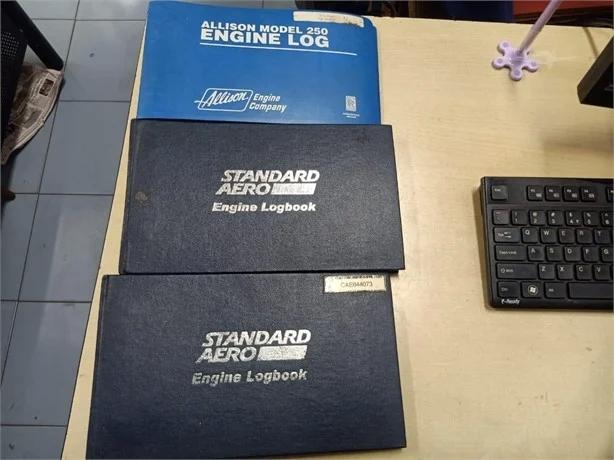 ALLISON MODEL 250
ENGINE LOG
Allison
Engine
Company
STANDARD
AERO
Engine Logbook
CAE844073
STANDARD
AERO
Engine Logbook